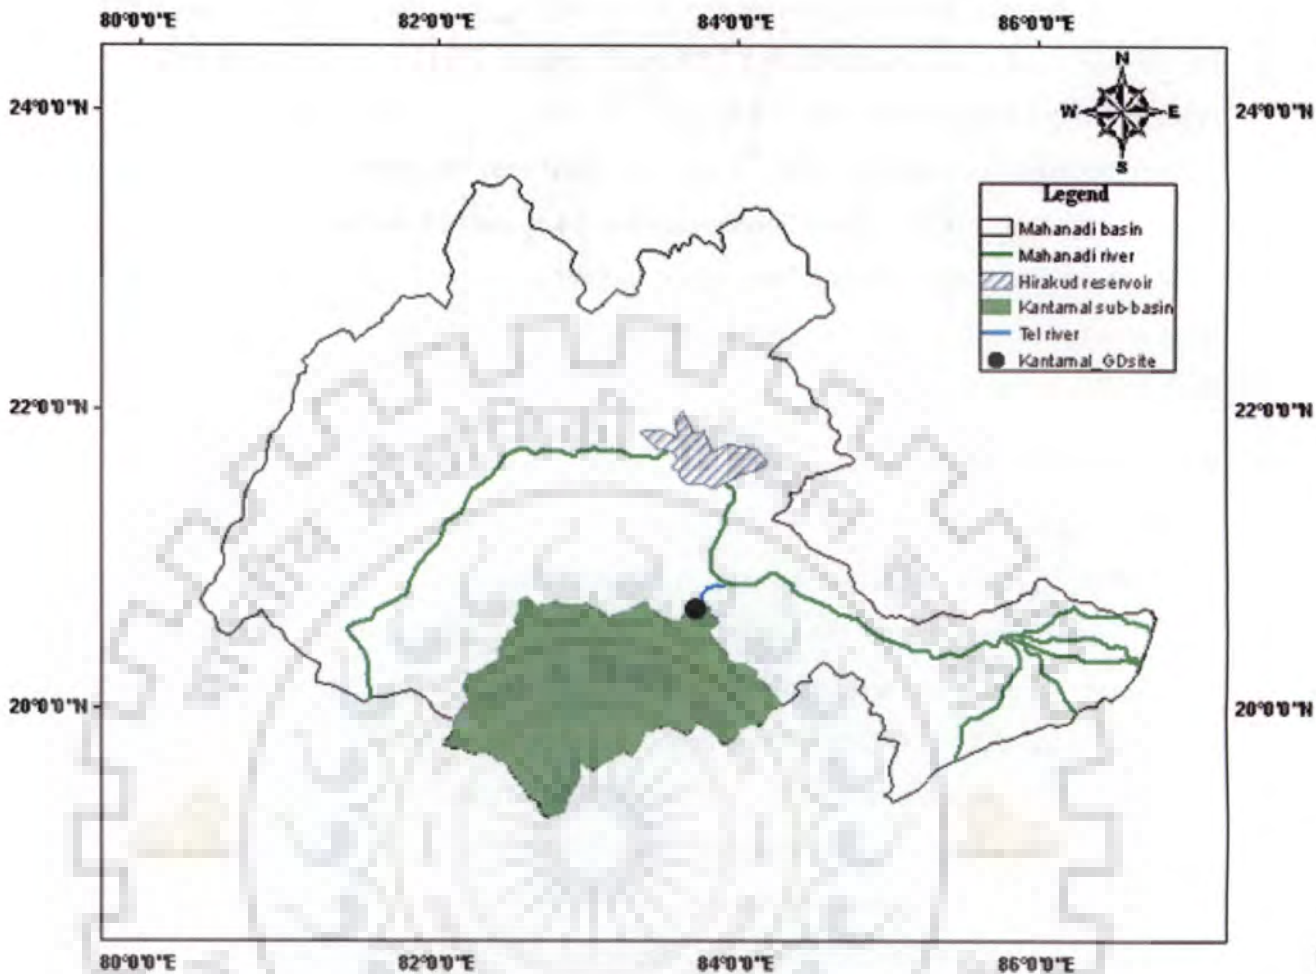 80°0'0"E 82°0'0"E 84°0'0"E 86°0'0"E
24°0'0"N 24°0'0"N
N
W E
S
Legend
Mahanadi basin
Mahanadi river
Hirakud reservoir
Kantamal sub-basin
Tel river
Kantamal_GDsite
22°0'0"N 22°0'0"N
20°0'0"N 20°0'0"N
80°0'0"E 82°0'0"E 84°0'0"E 86°0'0"E